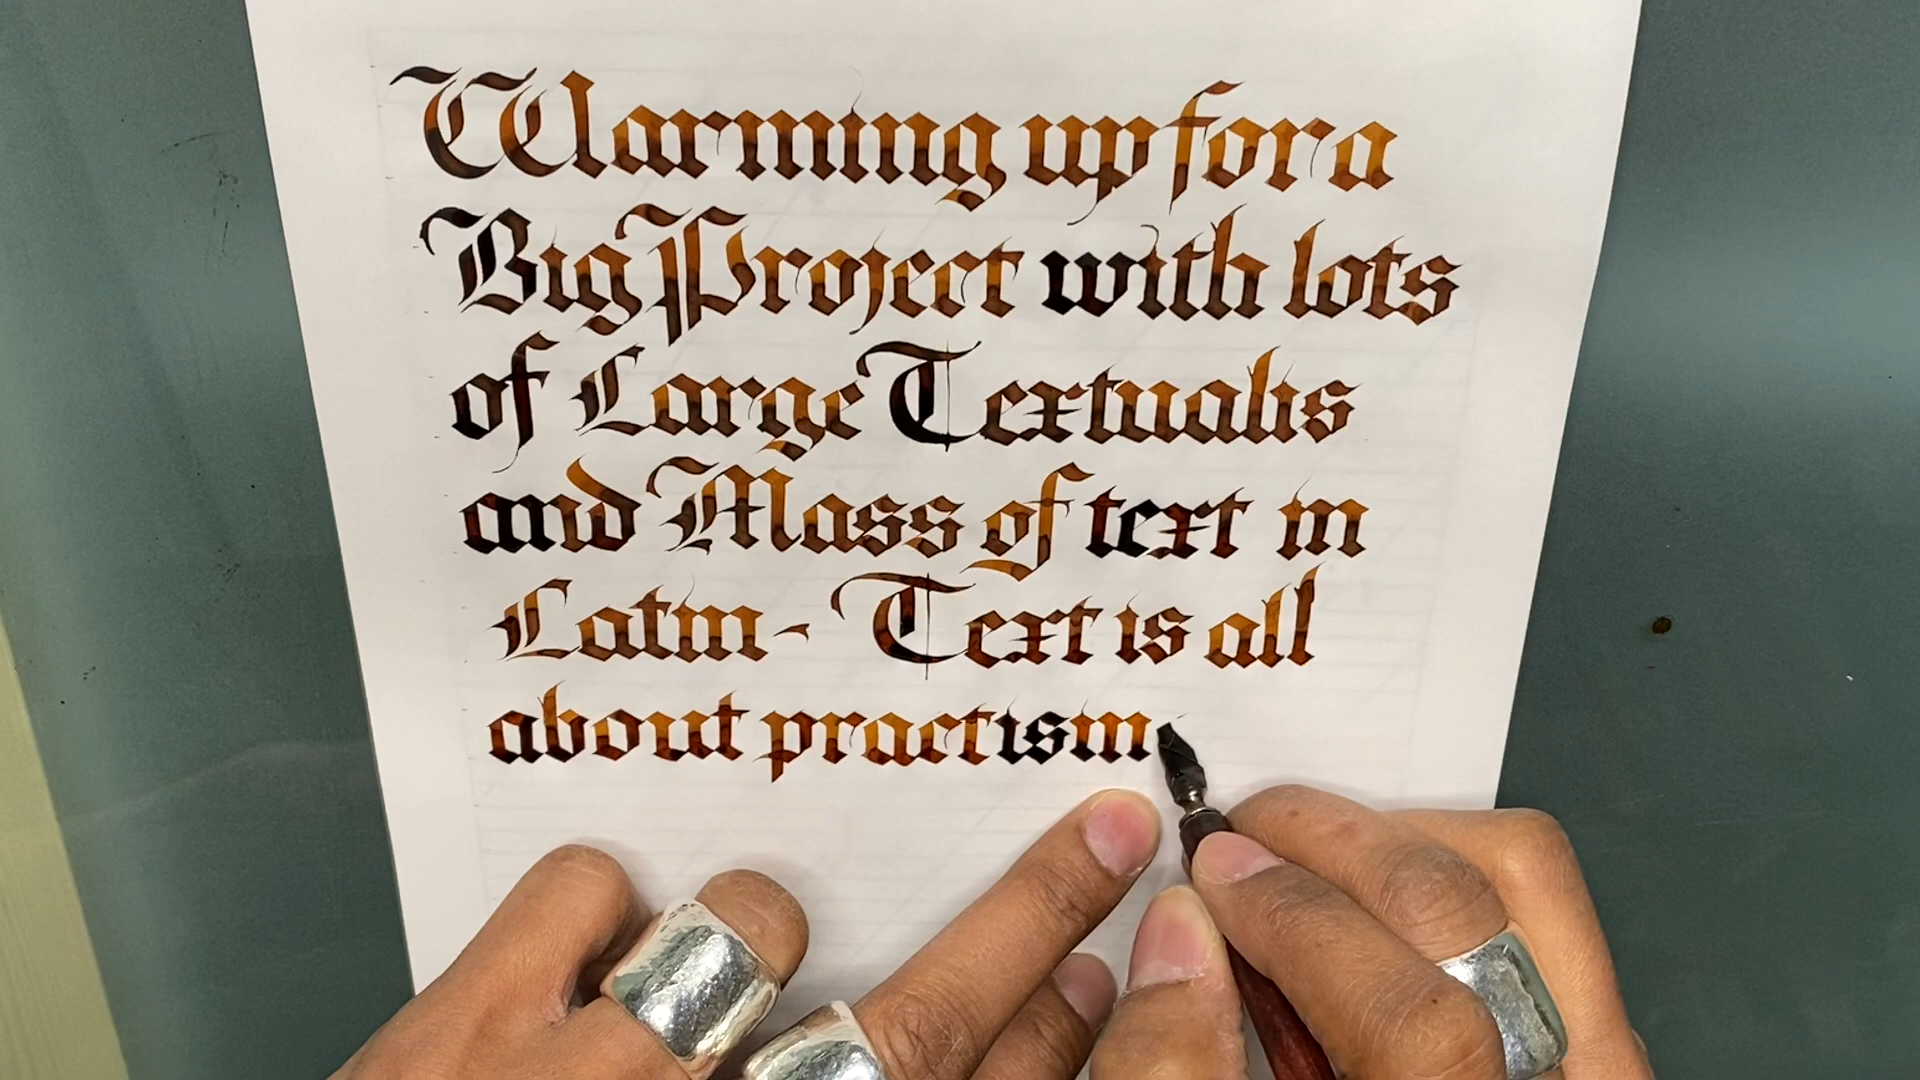 Warming up for a
Big Project with lots
of Large Textualis
and Mass of text in
Latin - Text is all
about practisin